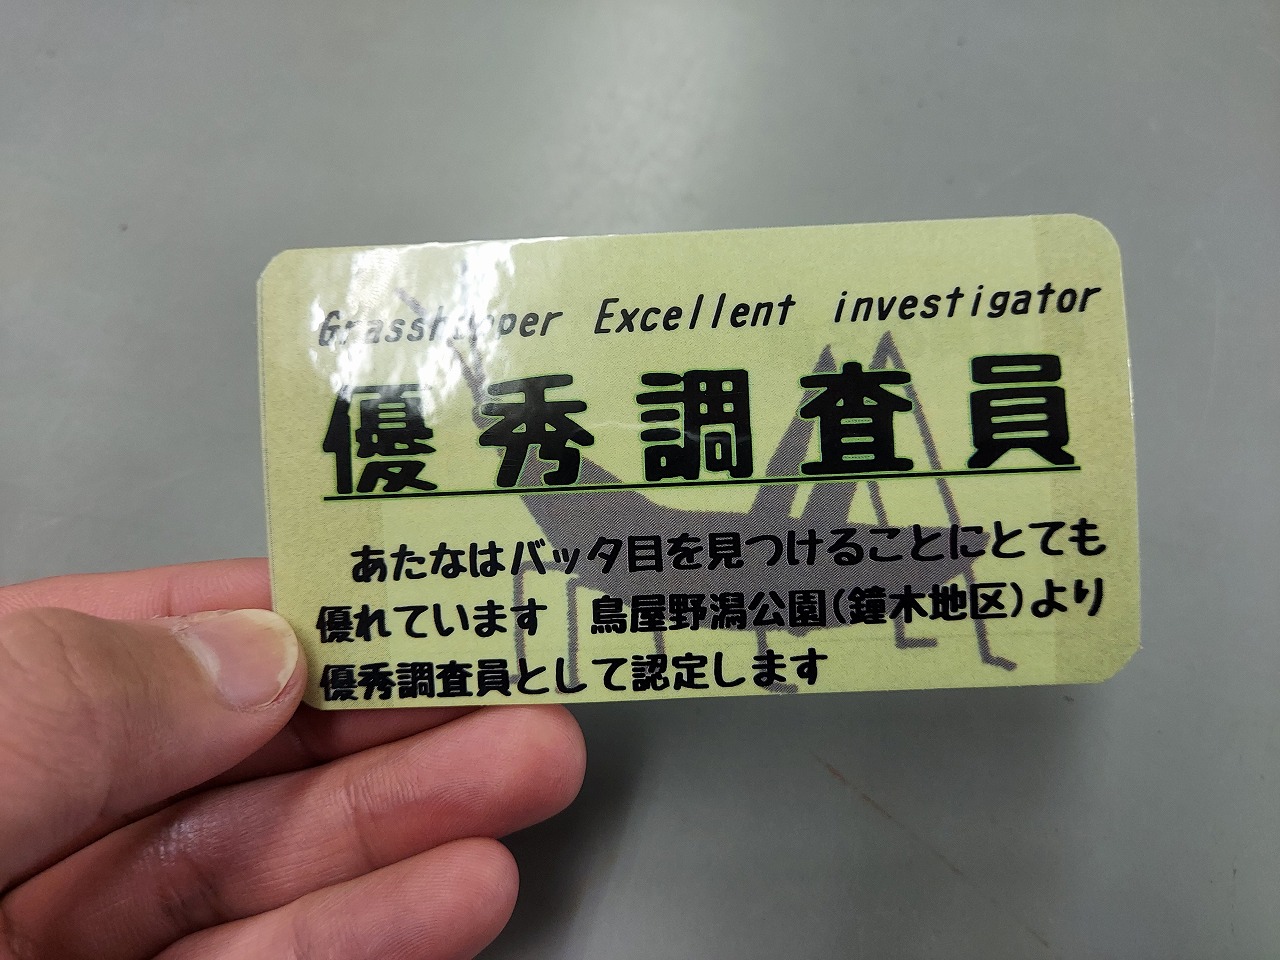 Grasshopper Excellent investigator
優秀調査員
あたなはバッタ目を見つけることにとても
優れています 鳥屋野潟公園(鐘木地区)より
優秀調査員として認定します